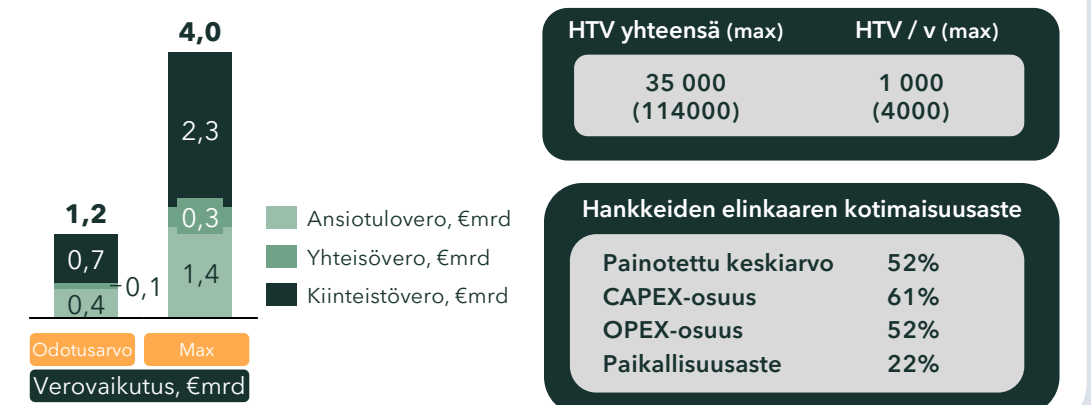 4,0
2,3
0,3
1,4
1,2
0,7
0,1
0,4
Odotusarvo
Max
Verovaikutus, €mrd
Ansiotulovero, €mrd
Yhteisövero, €mrd
Kiinteistövero, €mrd
HTV yhteensä (max) HTV / v (max)
35 000 1 000
(114000) (4000)
Hankkeiden elinkaaren kotimaisuusaste
Painotettu keskiarvo 52%
CAPEX-osuus 61%
OPEX-osuus 52%
Paikallisuusaste 22%